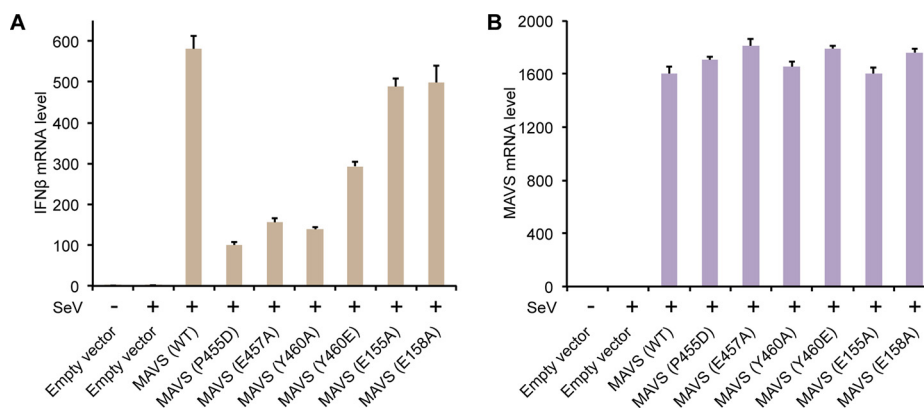 A
IFNβ mRNA level
600
500
400
300
200
100
0
SeV
- + + + + + + + +
Empty vector
Empty vector
MAVS (WT)
MAVS (P455D)
MAVS (E457A)
MAVS (Y460A)
MAVS (Y460E)
MAVS (E155A)
MAVS (E158A)
B
MAVS mRNA level
2000
1600
1200
800
400
0
SeV
- + + + + + + + +
Empty vector
Empty vector
MAVS (WT)
MAVS (P455D)
MAVS (E457A)
MAVS (Y460A)
MAVS (Y460E)
MAVS (E155A)
MAVS (E158A)